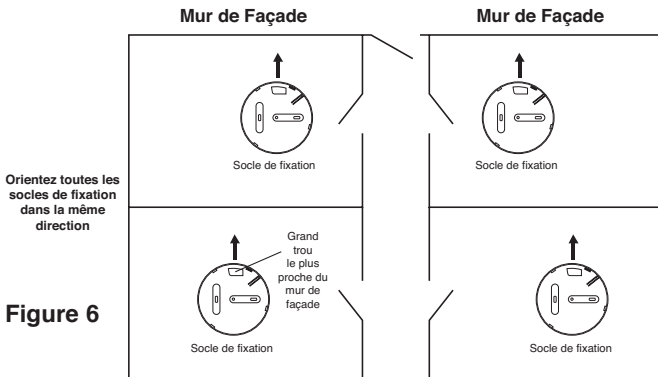 Mur de Façade
Mur de Façade
Socle de fixation
Socle de fixation
Orientez toutes les
socles de fixation
dans la même
direction
Grand
trou
le plus
proche du
mur de
façade
Figure 6
Socle de fixation
Socle de fixation